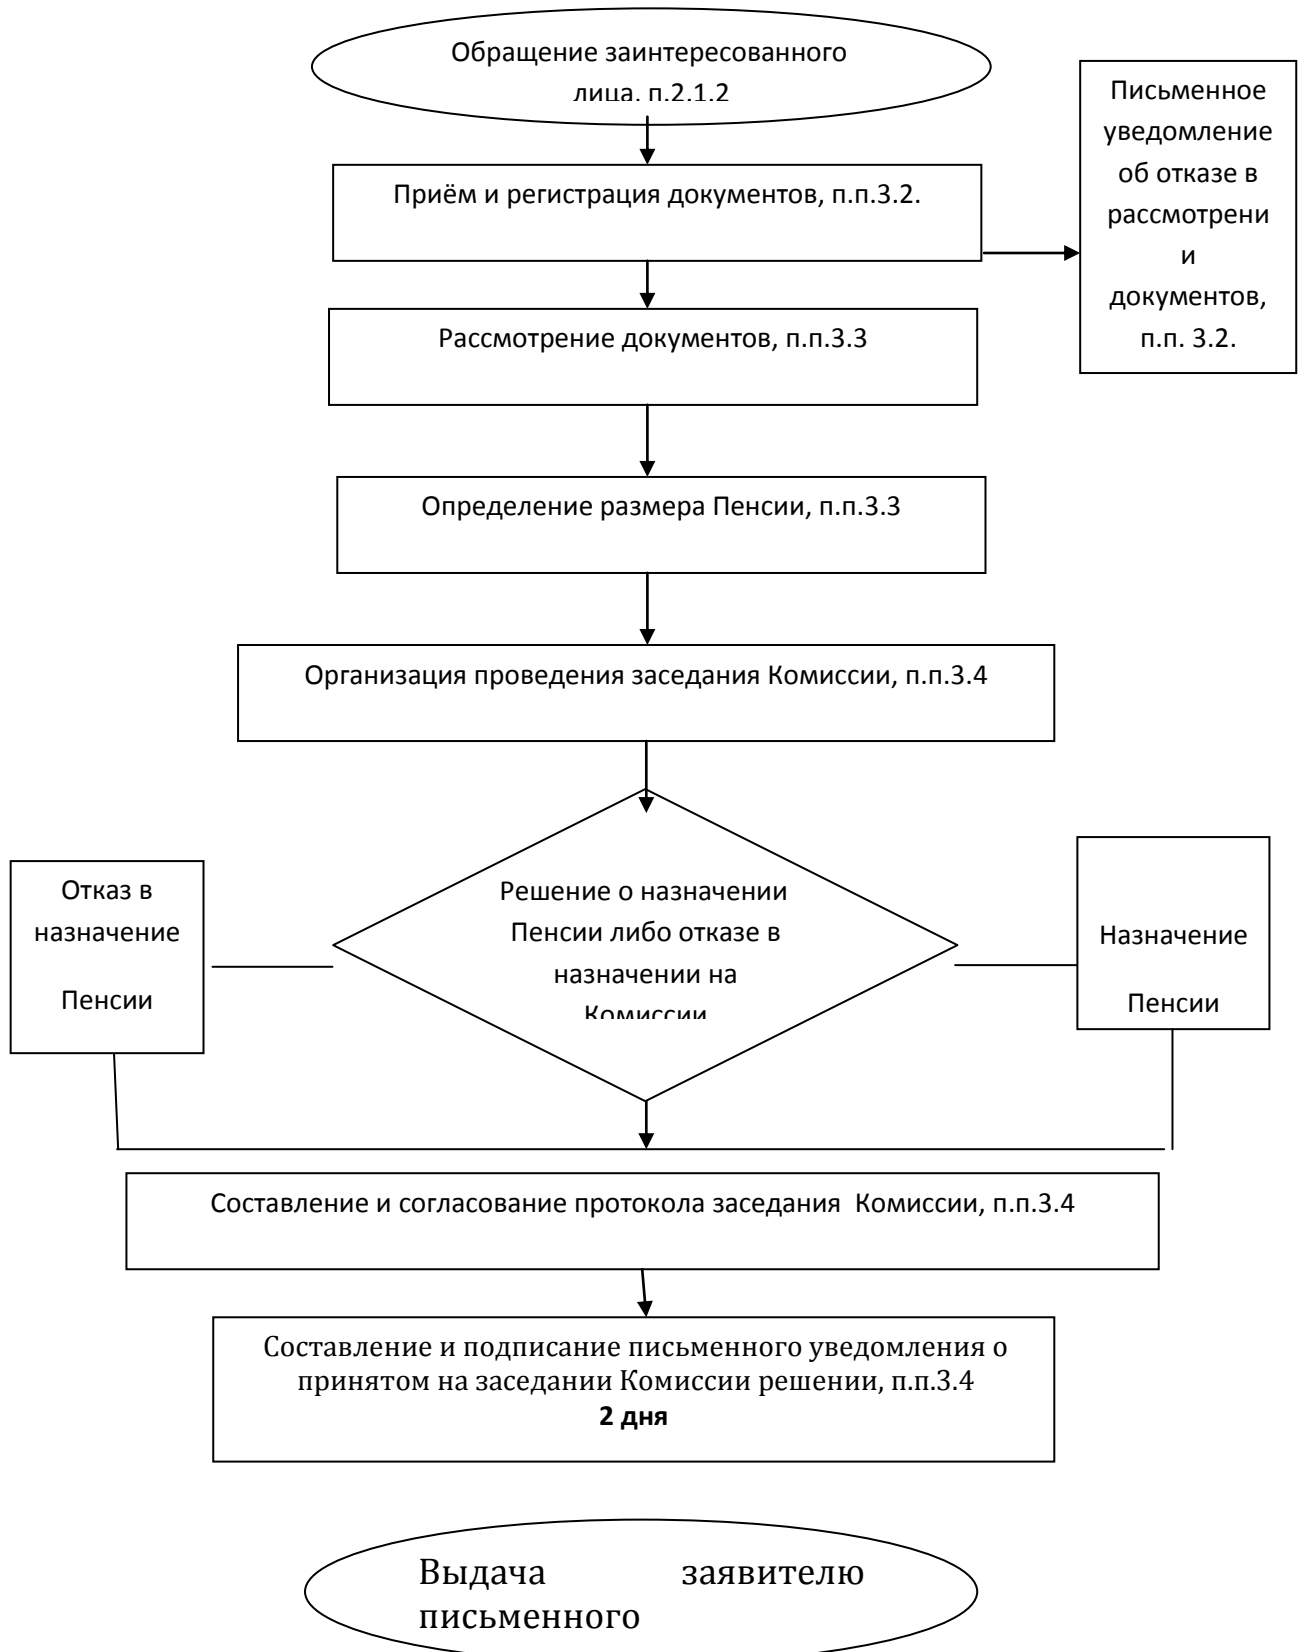 Обращение заинтересованного
лица, п.2.1.2
Письменное
уведомление
об отказе в
рассмотрени
и
документов,
п.п. 3.2.
Приём и регистрация документов, п.п.3.2.
Рассмотрение документов, п.п.3.3
Определение размера Пенсии, п.п.3.3
Организация проведения заседания Комиссии, п.п.3.4
Отказ в
назначение
Пенсии
Решение о назначении
Пенсии либо отказе в
назначении на
Комиссии
Назначение
Пенсии
Составление и согласование протокола заседания  Комиссии, п.п.3.4
Составление и подписание письменного уведомления о
принятом на заседании Комиссии решении, п.п.3.4
2 дня
Выдача заявителю
письменного